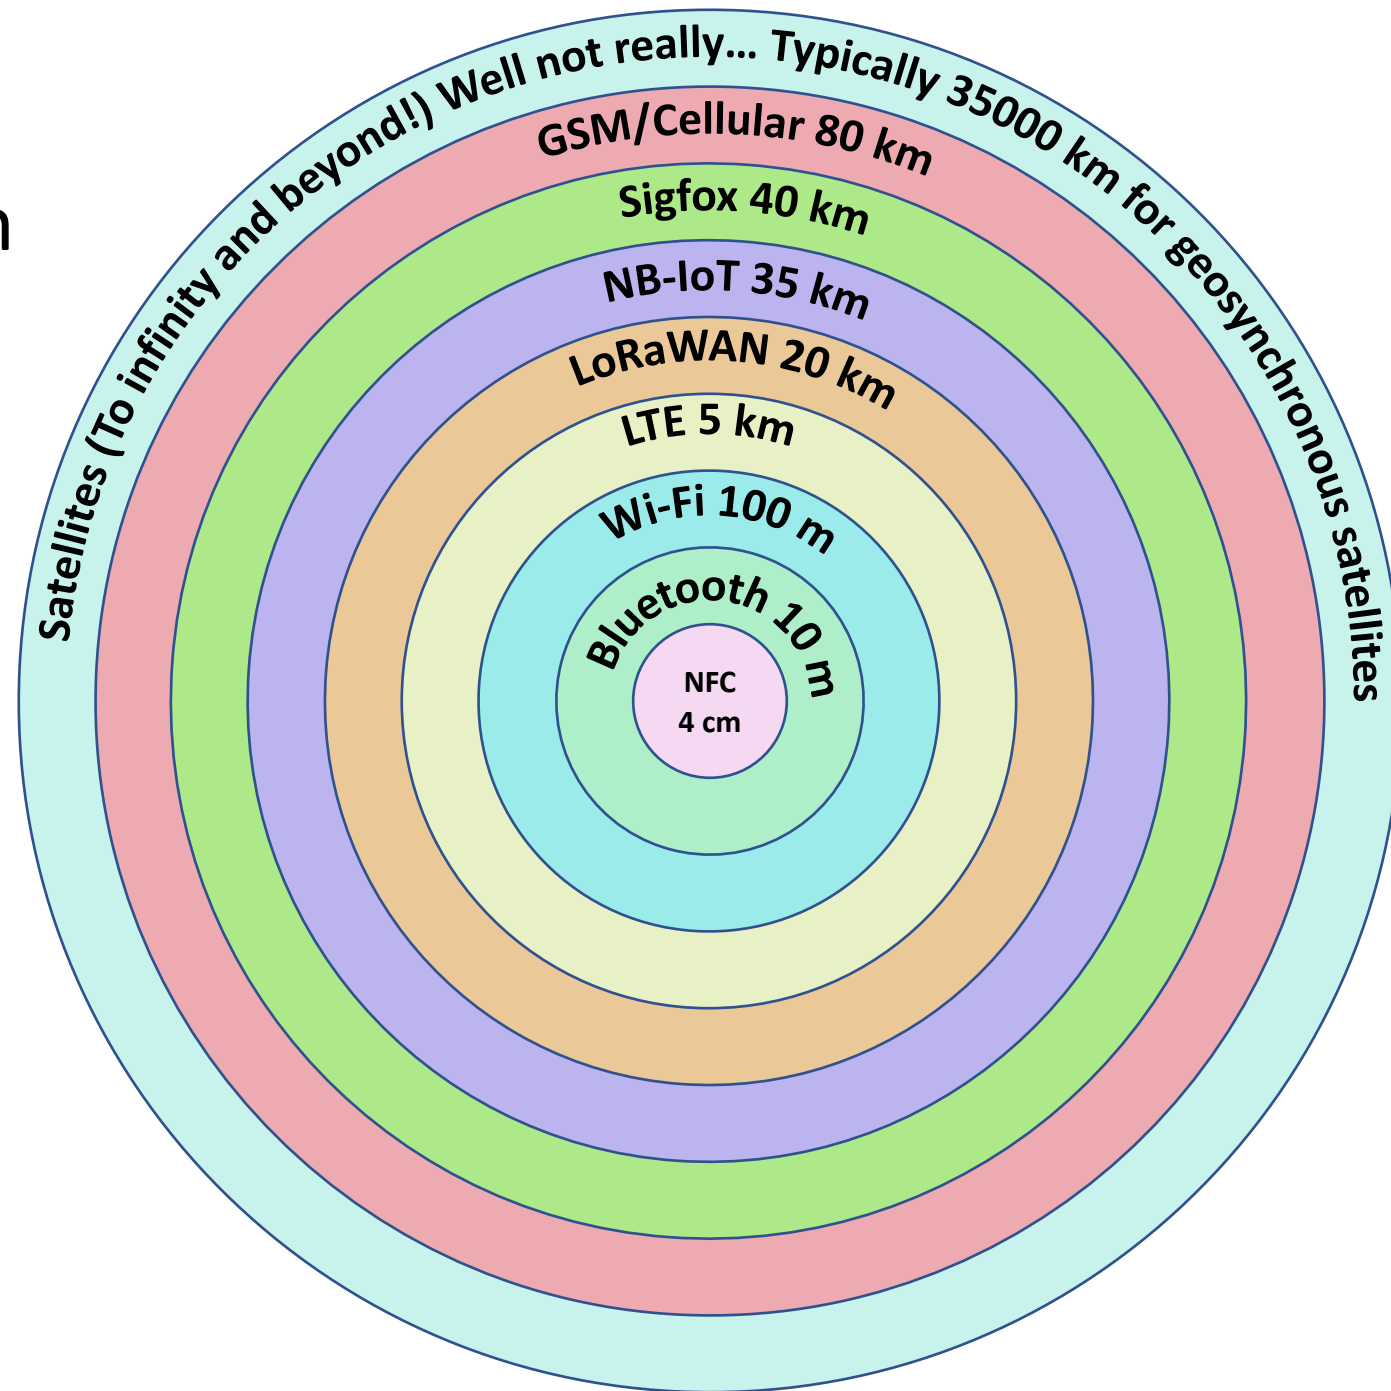 Satellites (To infinity and beyond!) Well not really... Typically 35000 km for geosynchronous satellites
GSM/Cellular 80 km
n
Sigfox 40 km
NB-IoT 35 km
LoRaWAN 20 km
LTE 5 km
Wi-Fi 100 m
Bluetooth 10 m
NFC
4 cm